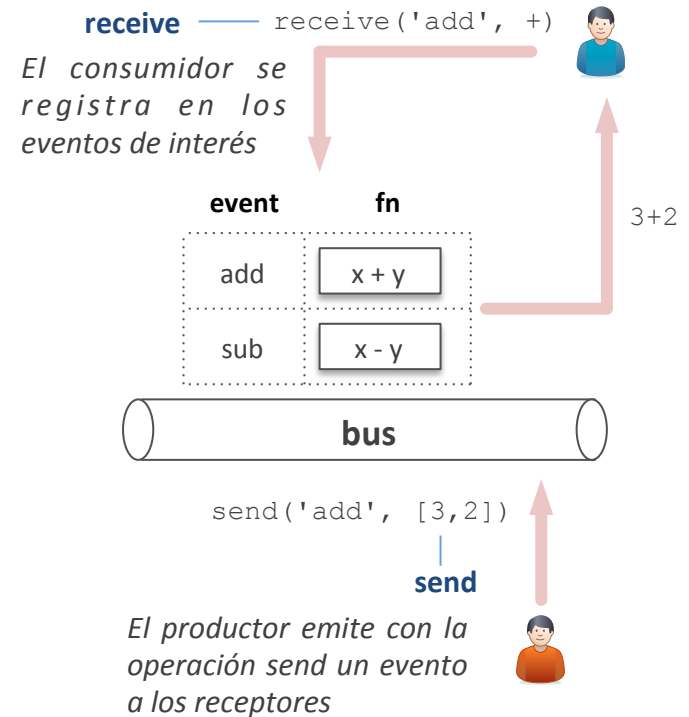 receive receive('add', +)
El consumidor se
registra en los
eventos de interés
event fn
3+2
add x + y
sub x - y
bus
send('add', [3,2])
send
El productor emite con la
operación send un evento
a los receptores